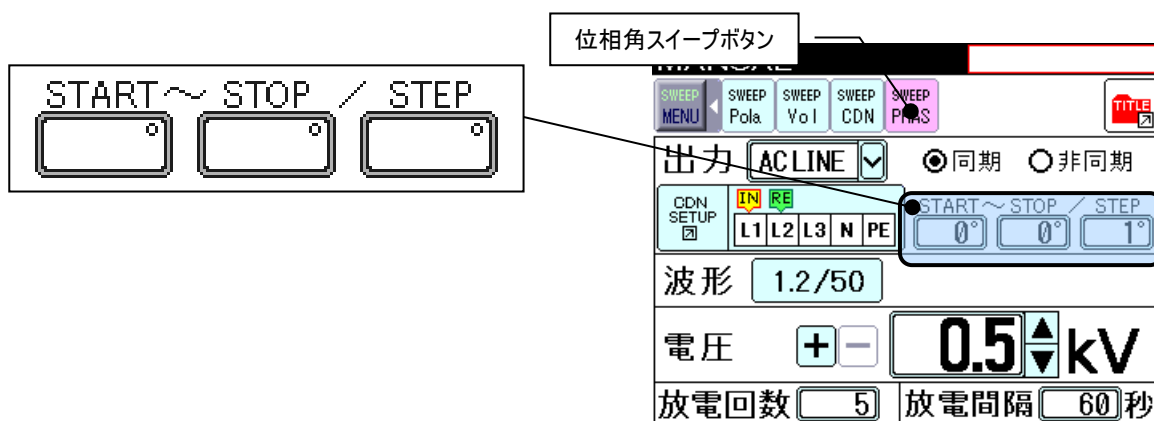 位相角スイープボタン
START～ STOP / STEP
° ° °
MANUAL
SWEEP MENU SWEEP Pola. SWEEP Vol SWEEP CDN SWEEP PHAS TITLE
出力 AC LINE 同期 非同期
CDN SETUP IN RE L1 L2 L3 N PE
START～ STOP / STEP
0° 0° 1°
波形 1.2/50
電圧 + − 0.5 kV
放電回数 5 放電間隔 60 秒